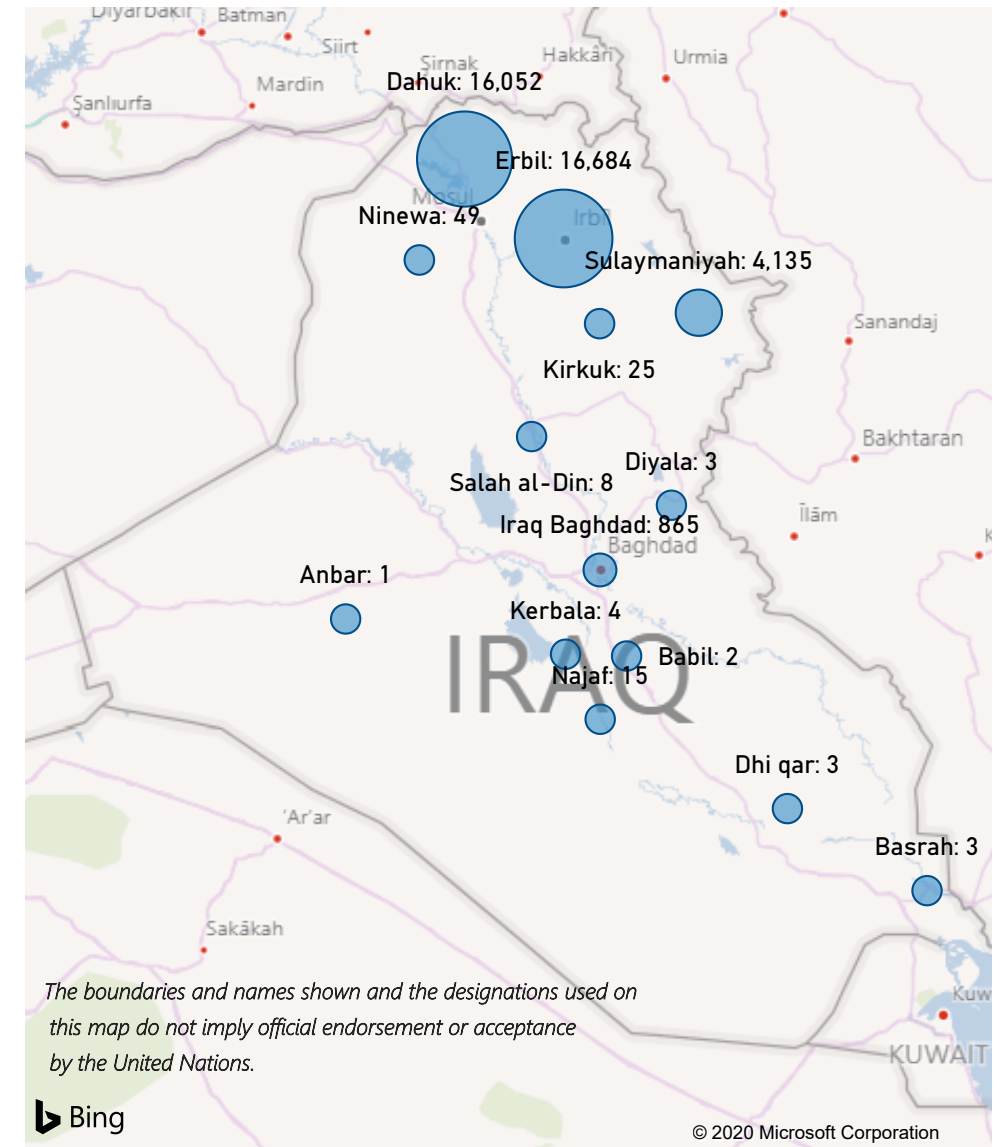 Diyarbakir
Batman
Siirt
Şirnak
Hakkâri
Urmia
Dahuk: 16,052
Mardin
Şanlıurfa
Erbil: 16,684
Mosul
Ninewa: 49
Irbil
Sulaymaniyah: 4,135
Sanandaj
Kirkuk: 25
Bakhtaran
Diyala: 3
Salah al-Din: 8
Īlām
Iraq Baghdad: 865
Baghdad
Anbar: 1
Kerbala: 4
IRAQ
Babil: 2
Najaf: 15
Dhi qar: 3
'Ar'ar
Basrah: 3
Sakākah
The boundaries and names shown and the designations used on
this map do not imply official endorsement or acceptance
by the United Nations.
Kuw
KUWAIT
Bing
© 2020 Microsoft Corporation